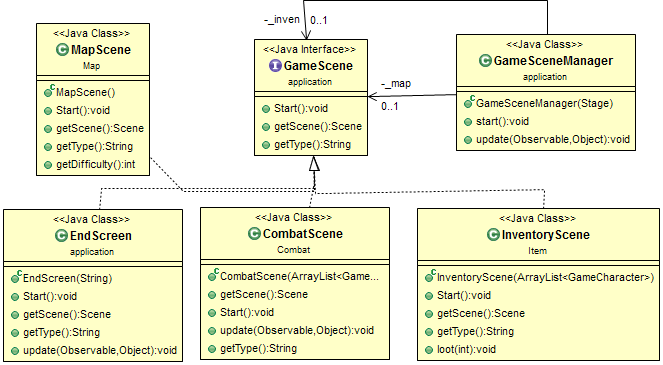 -_inven
0..1
<<Java Class>>
MapScene
Map
MapScene()
Start():void
getScene():Scene
getType():String
getDifficulty():int
<<Java Interface>>
GameScene
application
Start():void
getScene():Scene
getType():String
-_map
0..1
<<Java Class>>
GameSceneManager
application
GameSceneManager(Stage)
start():void
update(Observable,Object):void
<<Java Class>>
EndScreen
application
EndScreen(String)
Start():void
getScene():Scene
getType():String
update(Observable,Object):void
<<Java Class>>
CombatScene
Combat
CombatScene(ArrayList<Game...
getScene():Scene
Start():void
update(Observable,Object):void
getType():String
<<Java Class>>
InventoryScene
Item
InventoryScene(ArrayList<GameCharacter>)
Start():void
getScene():Scene
getType():String
loot(int):void